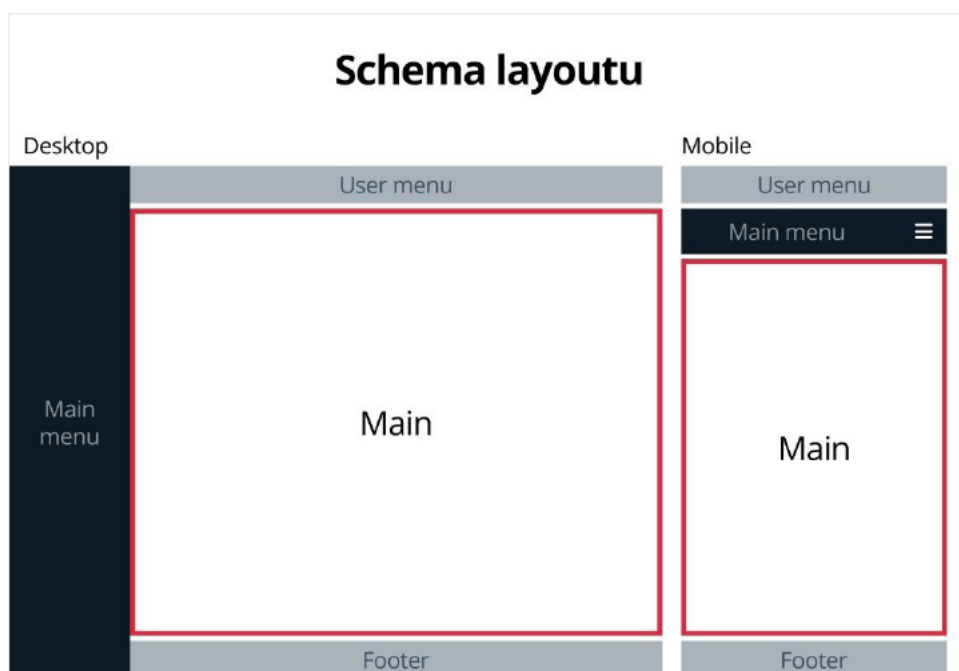 Schema layoutu
Desktop
Mobile
User menu
User menu
Main menu
Main
menu
Main
Main
Footer
Footer